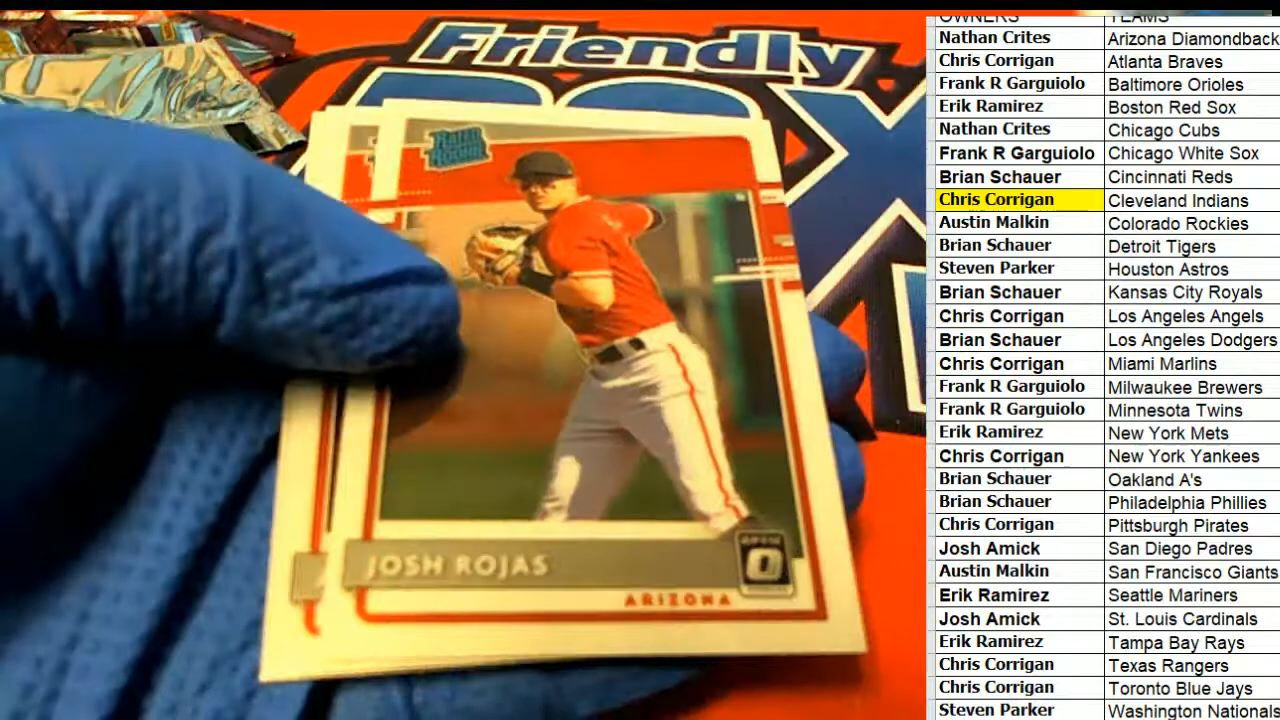 Friendly
RATED ROOKIE
JOSH ROJAS
OPTIC
ARIZONA
OWNERS TEAMS
Nathan Crites Arizona Diamondback
Chris Corrigan Atlanta Braves
Frank R Garguiolo Baltimore Orioles
Erik Ramirez Boston Red Sox
Nathan Crites Chicago Cubs
Frank R Garguiolo Chicago White Sox
Brian Schauer Cincinnati Reds
Chris Corrigan Cleveland Indians
Austin Malkin Colorado Rockies
Brian Schauer Detroit Tigers
Steven Parker Houston Astros
Brian Schauer Kansas City Royals
Chris Corrigan Los Angeles Angels
Brian Schauer Los Angeles Dodgers
Chris Corrigan Miami Marlins
Frank R Garguiolo Milwaukee Brewers
Frank R Garguiolo Minnesota Twins
Erik Ramirez New York Mets
Chris Corrigan New York Yankees
Brian Schauer Oakland A's
Brian Schauer Philadelphia Phillies
Chris Corrigan Pittsburgh Pirates
Josh Amick San Diego Padres
Austin Malkin San Francisco Giants
Erik Ramirez Seattle Mariners
Josh Amick St. Louis Cardinals
Erik Ramirez Tampa Bay Rays
Chris Corrigan Texas Rangers
Chris Corrigan Toronto Blue Jays
Steven Parker Washington Nationals